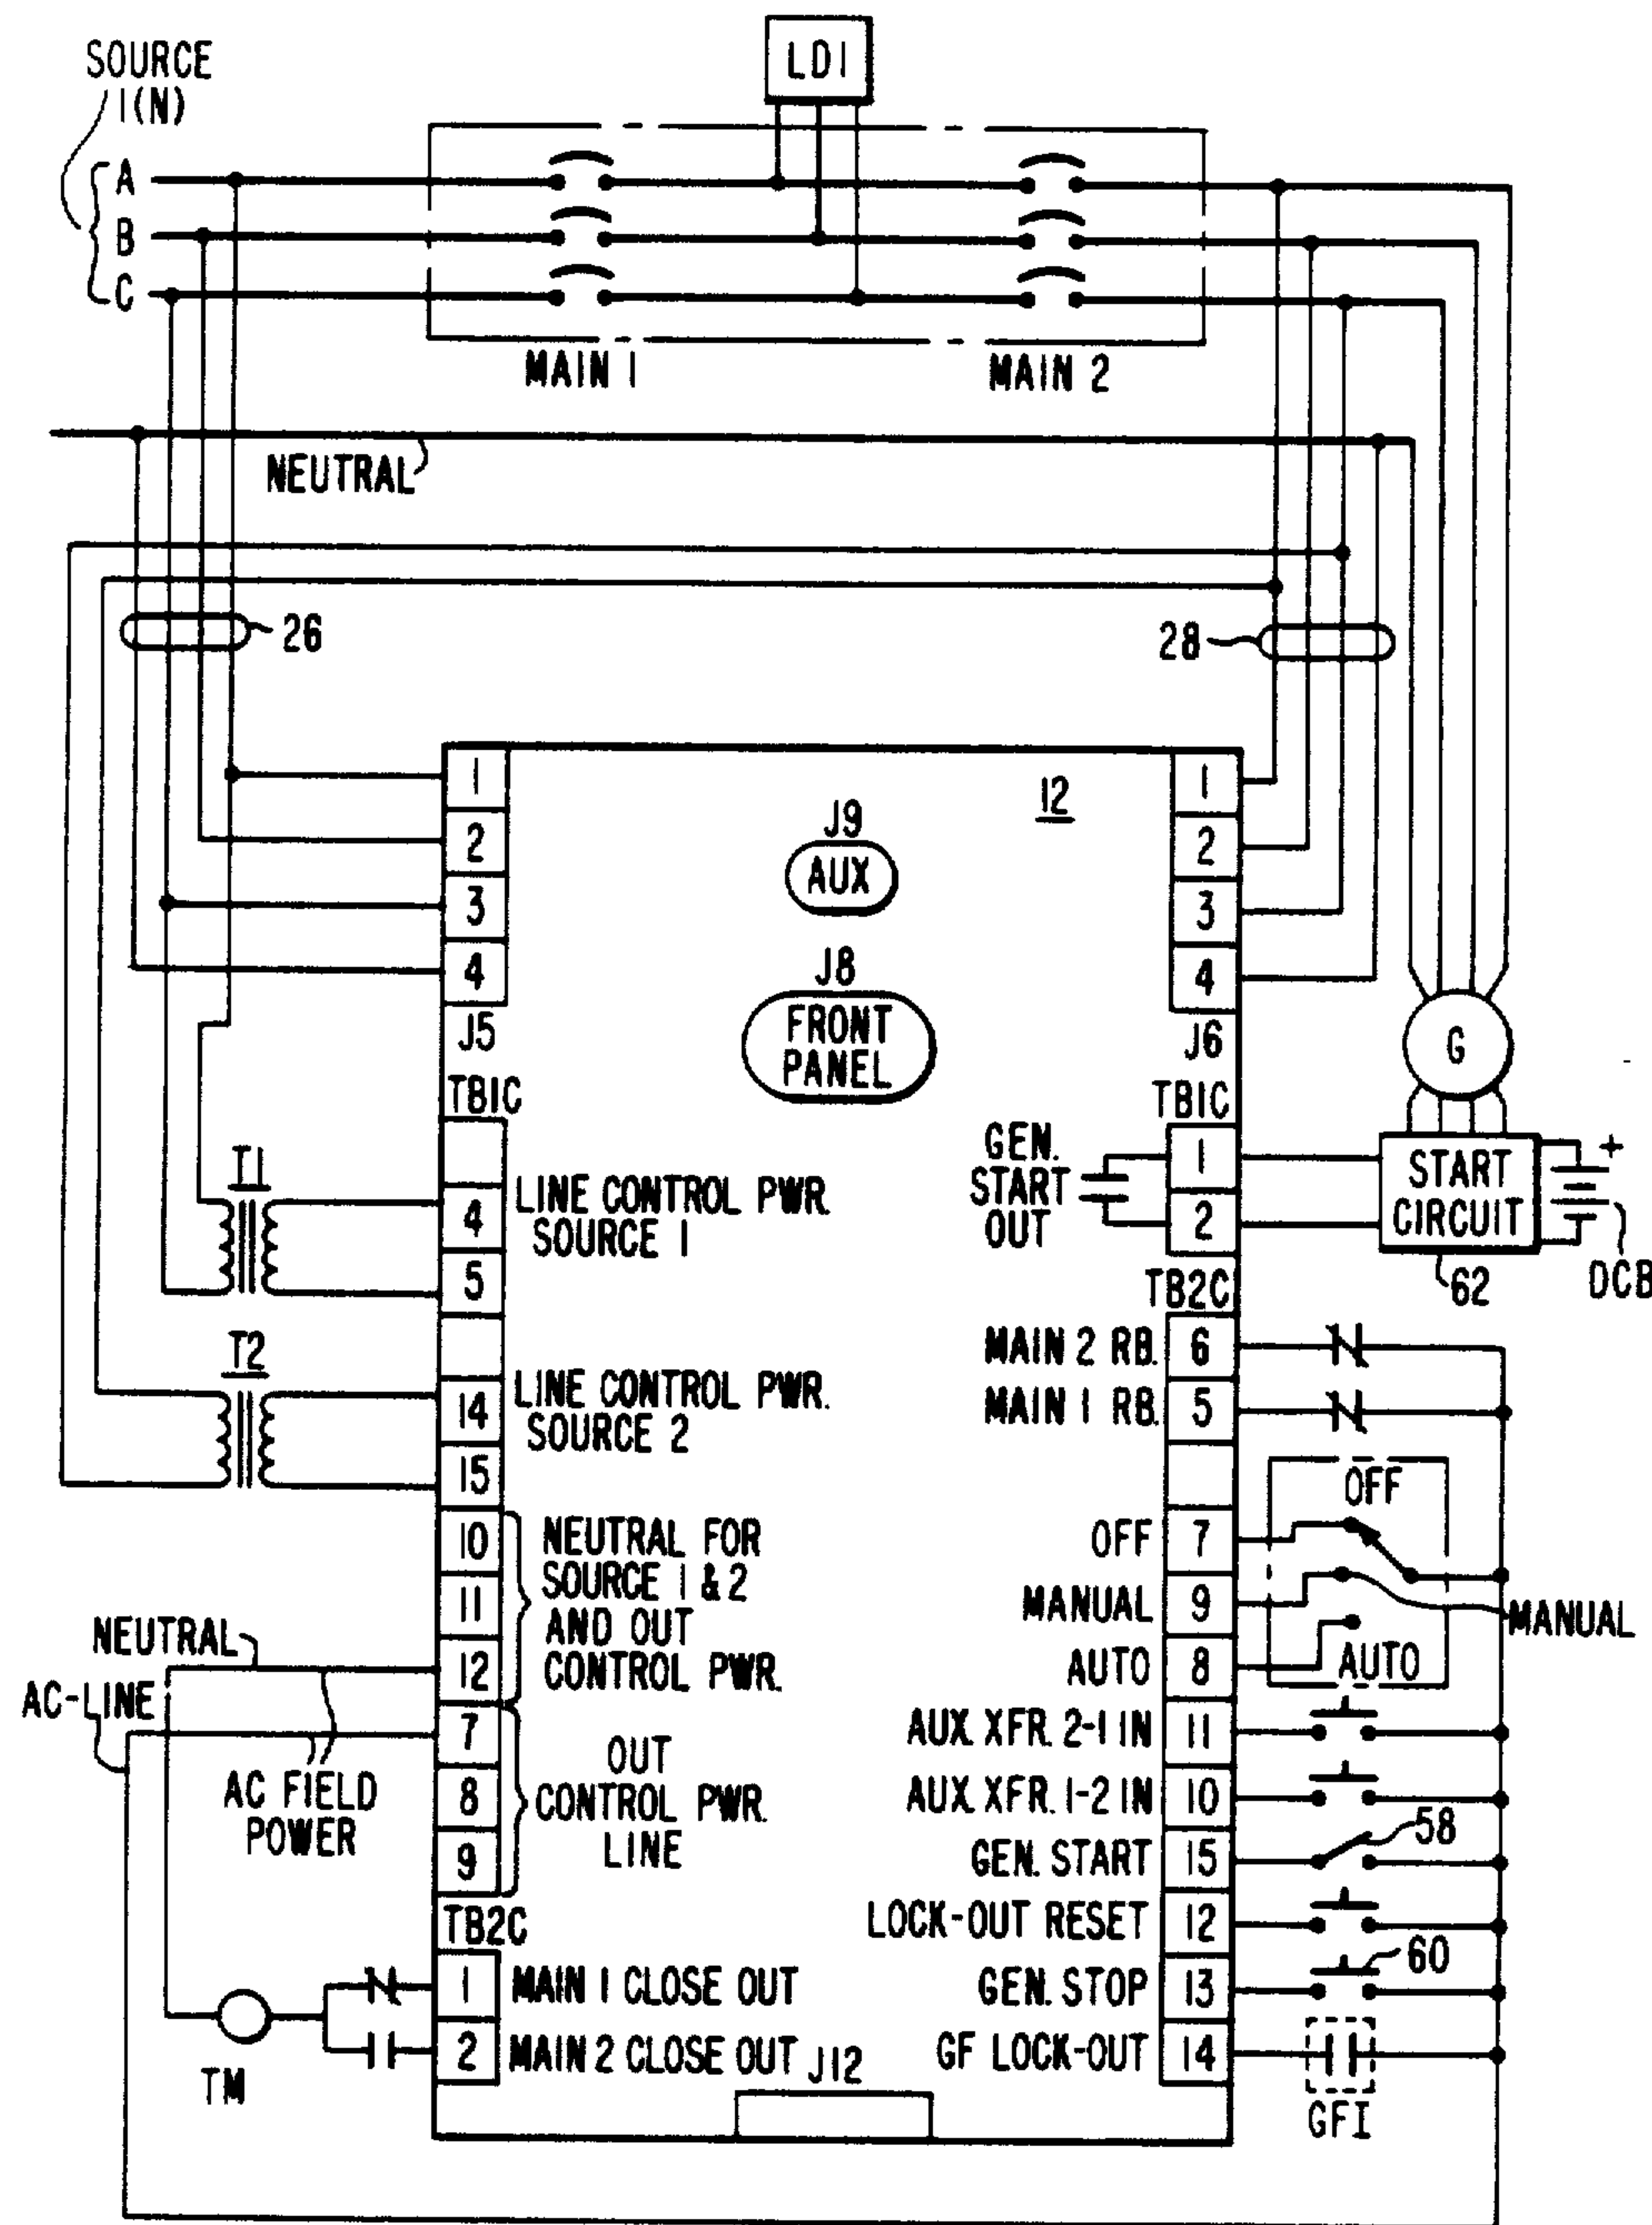 LD1
SOURCE
1(N)
A
B
C
MAIN 1
MAIN 2
NEUTRAL
26
28
12
1
2
3
4
J5
J9
AUX
J8
FRONT
PANEL
1
2
3
4
J6
G
TB1C
4
5
14
15
10
11
12
7
8
9
T1
T2
LINE CONTROL PWR.
SOURCE 1
LINE CONTROL PWR.
SOURCE 2
NEUTRAL FOR
SOURCE 1 & 2
AND OUT
CONTROL PWR.
OUT
CONTROL PWR.
LINE
NEUTRAL
AC-LINE
AC FIELD
POWER
TB2C
1 MAIN 1 CLOSE OUT
2 MAIN 2 CLOSE OUT
TM
J12
TB1C
GEN.
START
OUT
1
2
START
CIRCUIT
+
62
DCB
TB2C
MAIN 2 RB. 6
MAIN 1 RB. 5
OFF 7
MANUAL 9
AUTO 8
OFF
MANUAL
AUTO
AUX. XFR. 2-1 IN 11
AUX. XFR. 1-2 IN 10
GEN. START 15
58
LOCK-OUT RESET 12
GEN. STOP 13
60
GF LOCK-OUT 14
GFI